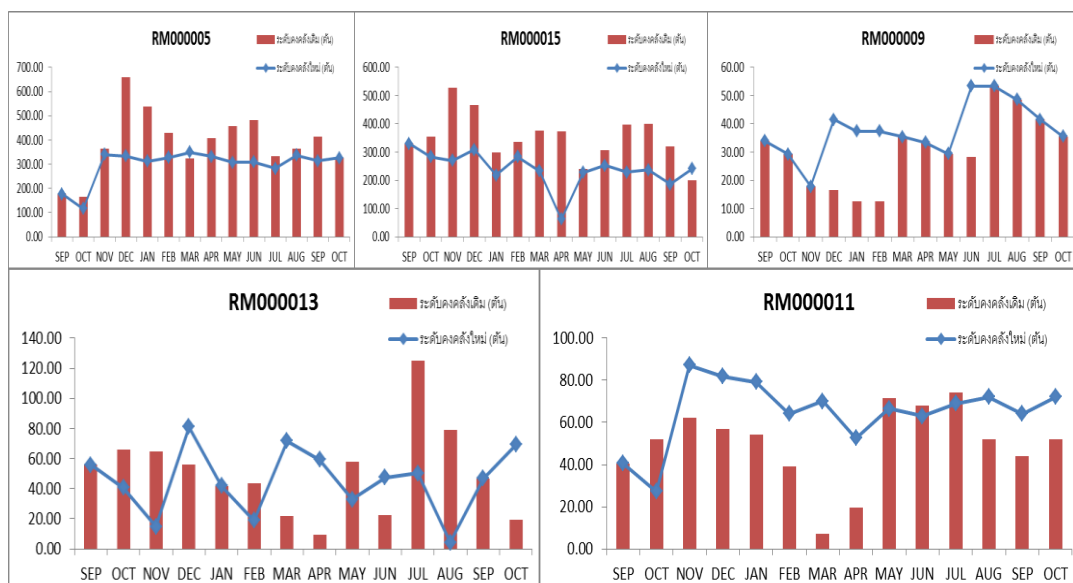 RM000005
ระดับคงคลังเดิม (ตัน)
ระดับคงคลังใหม่ (ตัน)
700.00
600.00
500.00
400.00
300.00
200.00
100.00
0.00
SEP OCT NOV DEC JAN FEB MAR APR MAY JUN JUL AUG SEP OCT
RM000015
ระดับคงคลังเดิม (ตัน)
ระดับคงคลังใหม่ (ตัน)
600.00
500.00
400.00
300.00
200.00
100.00
0.00
SEP OCT NOV DEC JAN FEB MAR APR MAY JUN JUL AUG SEP OCT
RM000009
ระดับคงคลังเดิม (ตัน)
ระดับคงคลังใหม่ (ตัน)
60.00
50.00
40.00
30.00
20.00
10.00
0.00
SEP OCT NOV DEC JAN FEB MAR APR MAY JUN JUL AUG SEP OCT
RM000013
ระดับคงคลังเดิม (ตัน)
ระดับคงคลังใหม่ (ตัน)
140.00
120.00
100.00
80.00
60.00
40.00
20.00
0.00
SEP OCT NOV DEC JAN FEB MAR APR MAY JUN JUL AUG SEP OCT
RM000011
ระดับคงคลังเดิม (ตัน)
ระดับคงคลังใหม่ (ตัน)
100.00
80.00
60.00
40.00
20.00
0.00
SEP OCT NOV DEC JAN FEB MAR APR MAY JUN JUL AUG SEP OCT